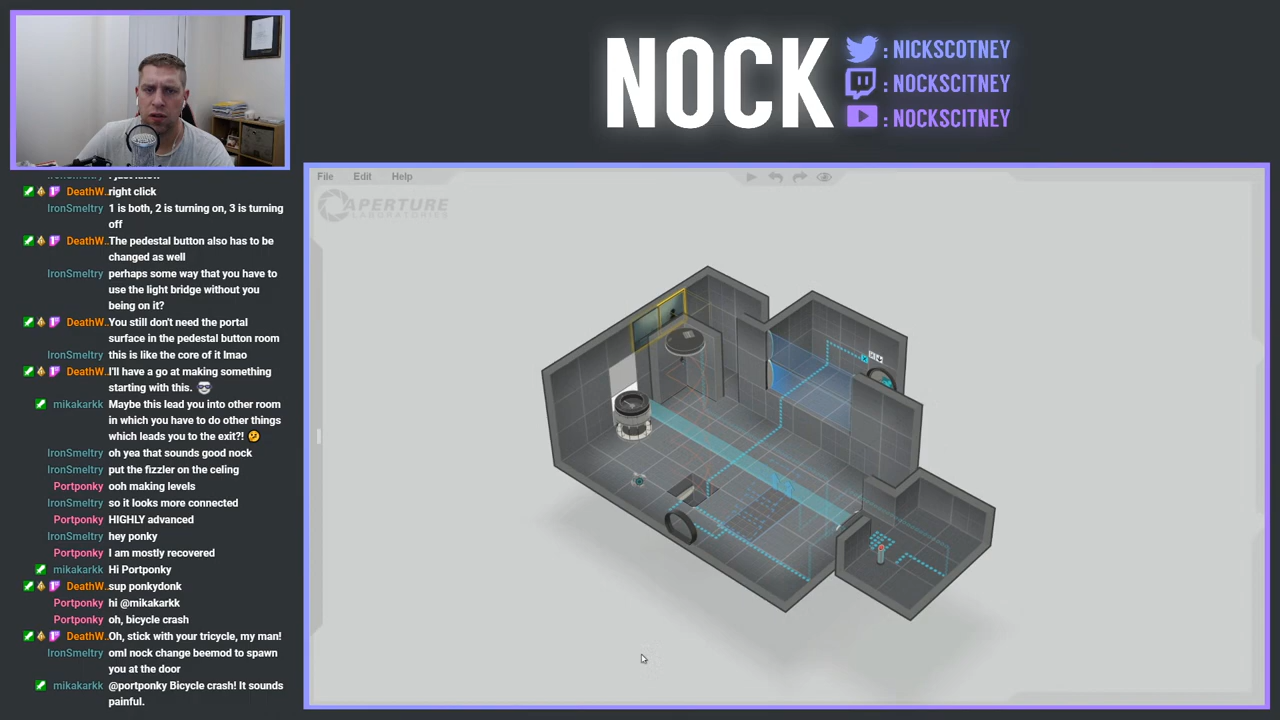 NOCK
: NICKSCOTNEY
: NOCKSCITNEY
: NOCKSCITNEY
File Edit Help
APERTURE
LABORATORIES
DeathW..right click
IronSmeltry 1 is both, 2 is turning on, 3 is turning
off
DeathW..The pedestal button also has to be
changed as well
IronSmeltry perhaps some way that you have to
use the light bridge without you
being on it?
DeathW..You still don't need the portal
surface in the pedestal button room
IronSmeltry this is like the core of it lmao
DeathW..I'll have a go at making something
starting with this.
mikakarkk Maybe this lead you into other room
in which you have to do other things
which leads you to the exit?!
IronSmeltry oh yea that sounds good nock
IronSmeltry put the fizzler on the celing
Portponky ooh making levels
IronSmeltry so it looks more connected
Portponky HIGHLY advanced
IronSmeltry hey ponky
Portponky I am mostly recovered
mikakarkk Hi Portponky
DeathW..sup ponkydonk
Portponky hi @mikakarkk
Portponky oh, bicycle crash
DeathW..Oh, stick with your tricycle, my man!
IronSmeltry oml nock change beemod to spawn
you at the door
mikakarkk @portponky Bicycle crash! It sounds
painful.